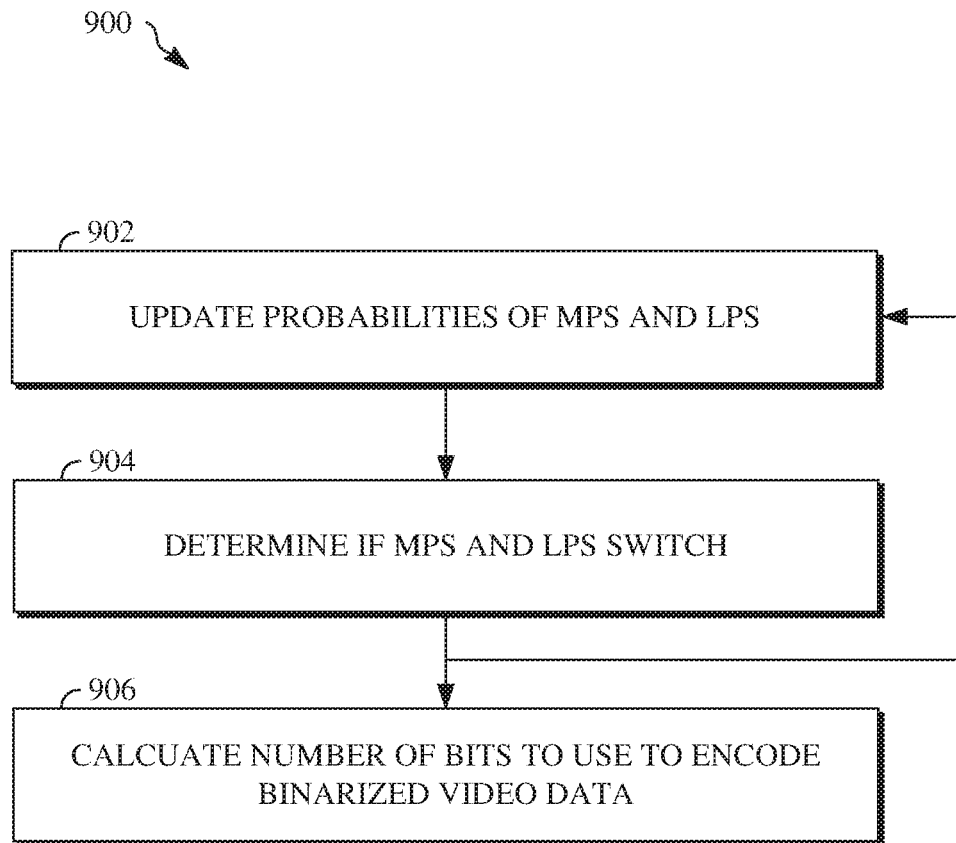 900
902
UPDATE PROBABILITIES OF MPS AND LPS
904
DETERMINE IF MPS AND LPS SWITCH
906
CALCUATE NUMBER OF BITS TO USE TO ENCODE
BINARIZED VIDEO DATA